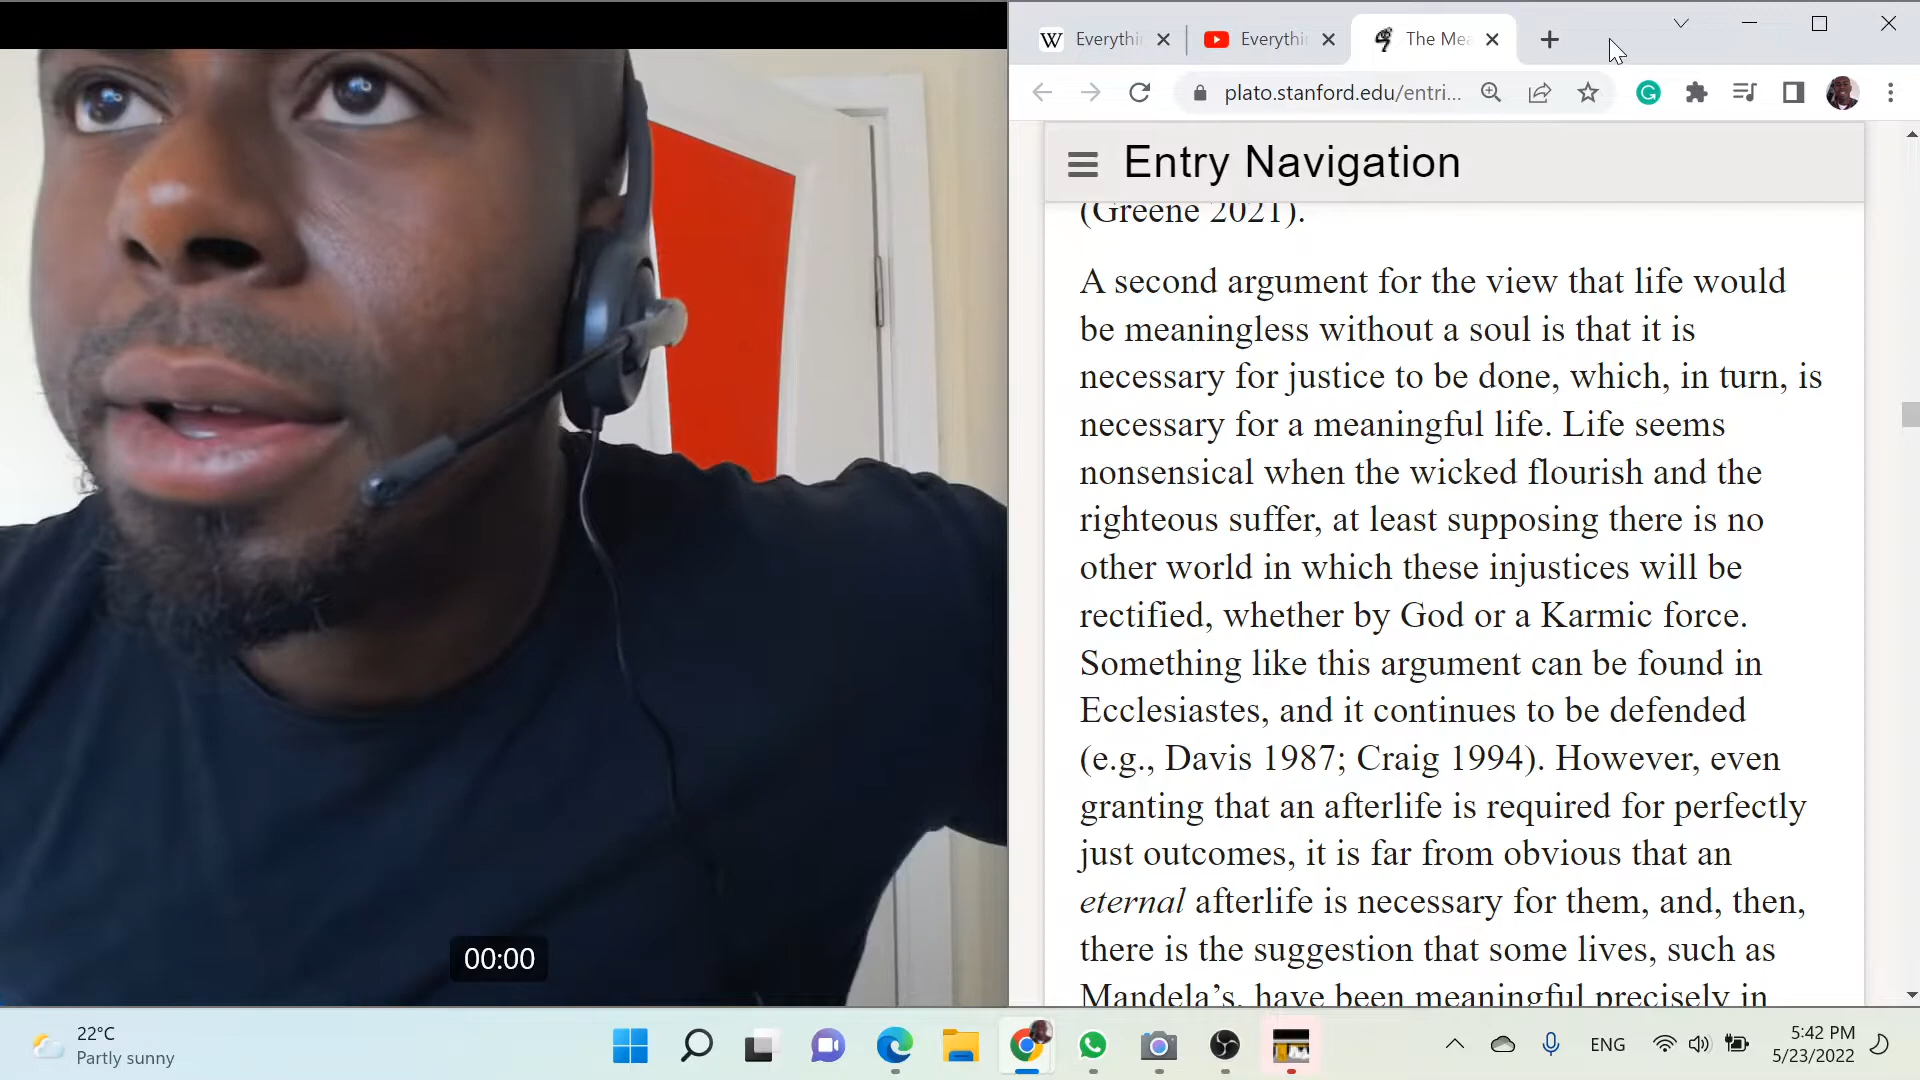 Everythi
Everythi
The Mea
plato.stanford.edu/entri...
Entry Navigation
(Greene 2021).
A second argument for the view that life would
be meaningless without a soul is that it is
necessary for justice to be done, which, in turn, is
necessary for a meaningful life. Life seems
nonsensical when the wicked flourish and the
righteous suffer, at least supposing there is no
other world in which these injustices will be
rectified, whether by God or a Karmic force.
Something like this argument can be found in
Ecclesiastes, and it continues to be defended
(e.g., Davis 1987; Craig 1994). However, even
granting that an afterlife is required for perfectly
just outcomes, it is far from obvious that an
eternal afterlife is necessary for them, and, then,
there is the suggestion that some lives, such as
Mandela's, have been meaningful precisely in
00:00
22°C
Partly sunny
ENG
5:42 PM
5/23/2022